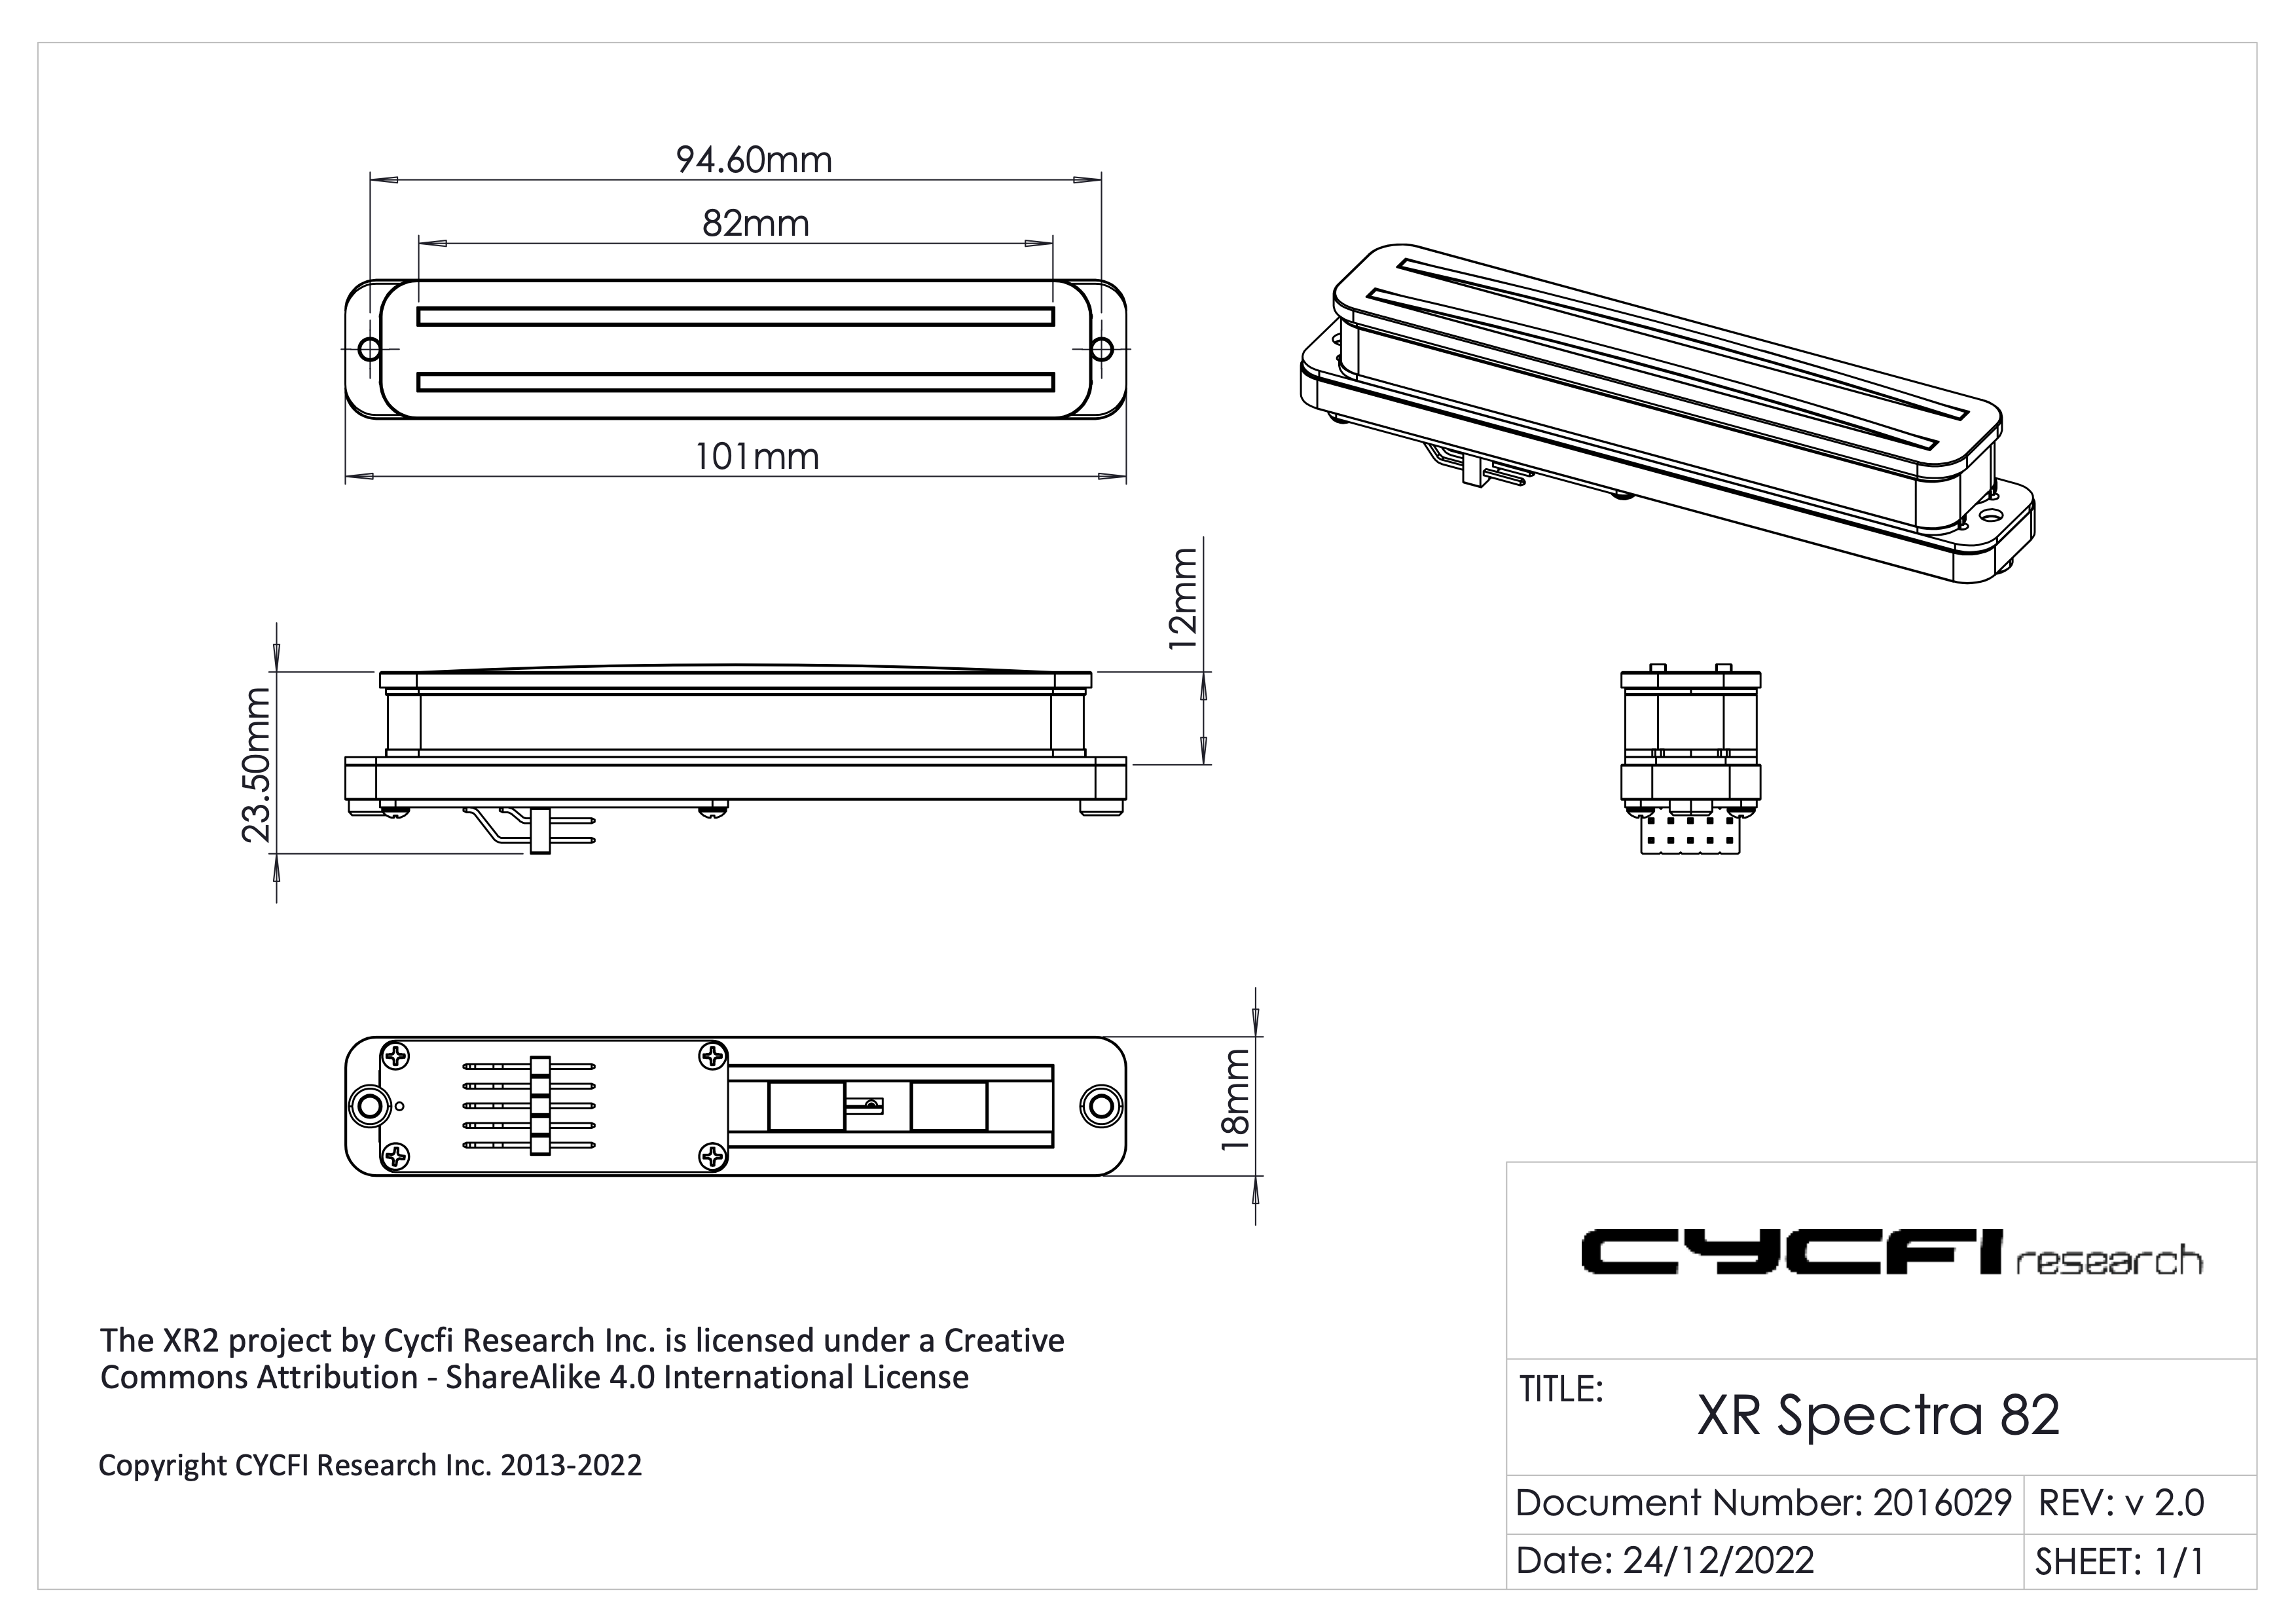 94.60mm
82mm
101mm
12mm
23.50mm
18mm
CYCFI research
TITLE:
XR Spectra 82
Document Number: 2016029
REV: v 2.0
Date: 24/12/2022
SHEET: 1/1
The XR2 project by Cycfi Research Inc. is licensed under a Creative
Commons Attribution - ShareAlike 4.0 International License
Copyright CYCFI Research Inc. 2013-2022